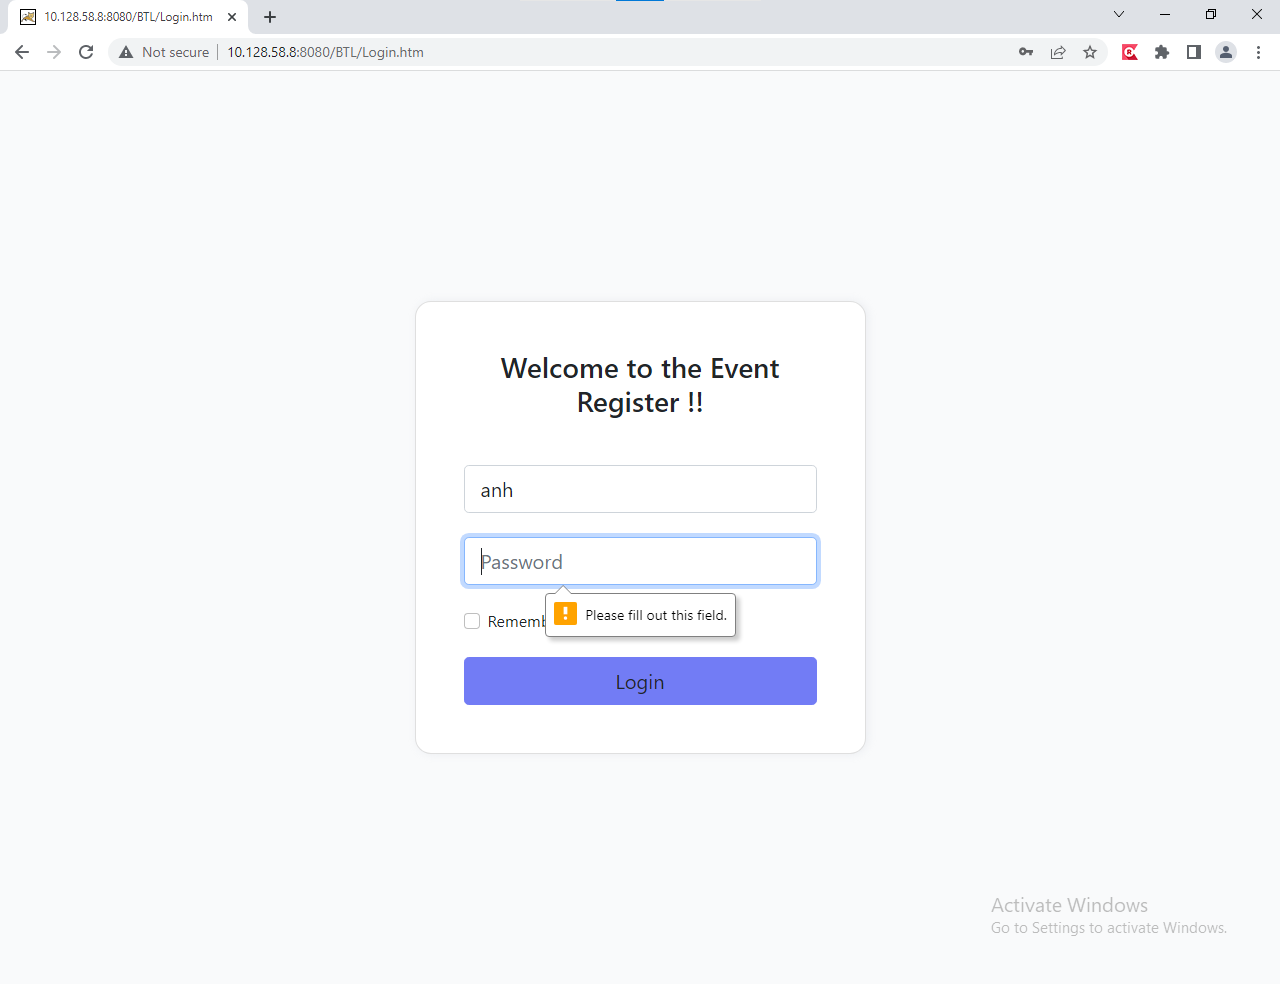 10.128.58.8:8080/BTL/Login.htm
Not secure
10.128.58.8:8080/BTL/Login.htm
Welcome to the Event
Register !!
anh
Password
Please fill out this field.
Rememb
Login
Activate Windows
Go to Settings to activate Windows.